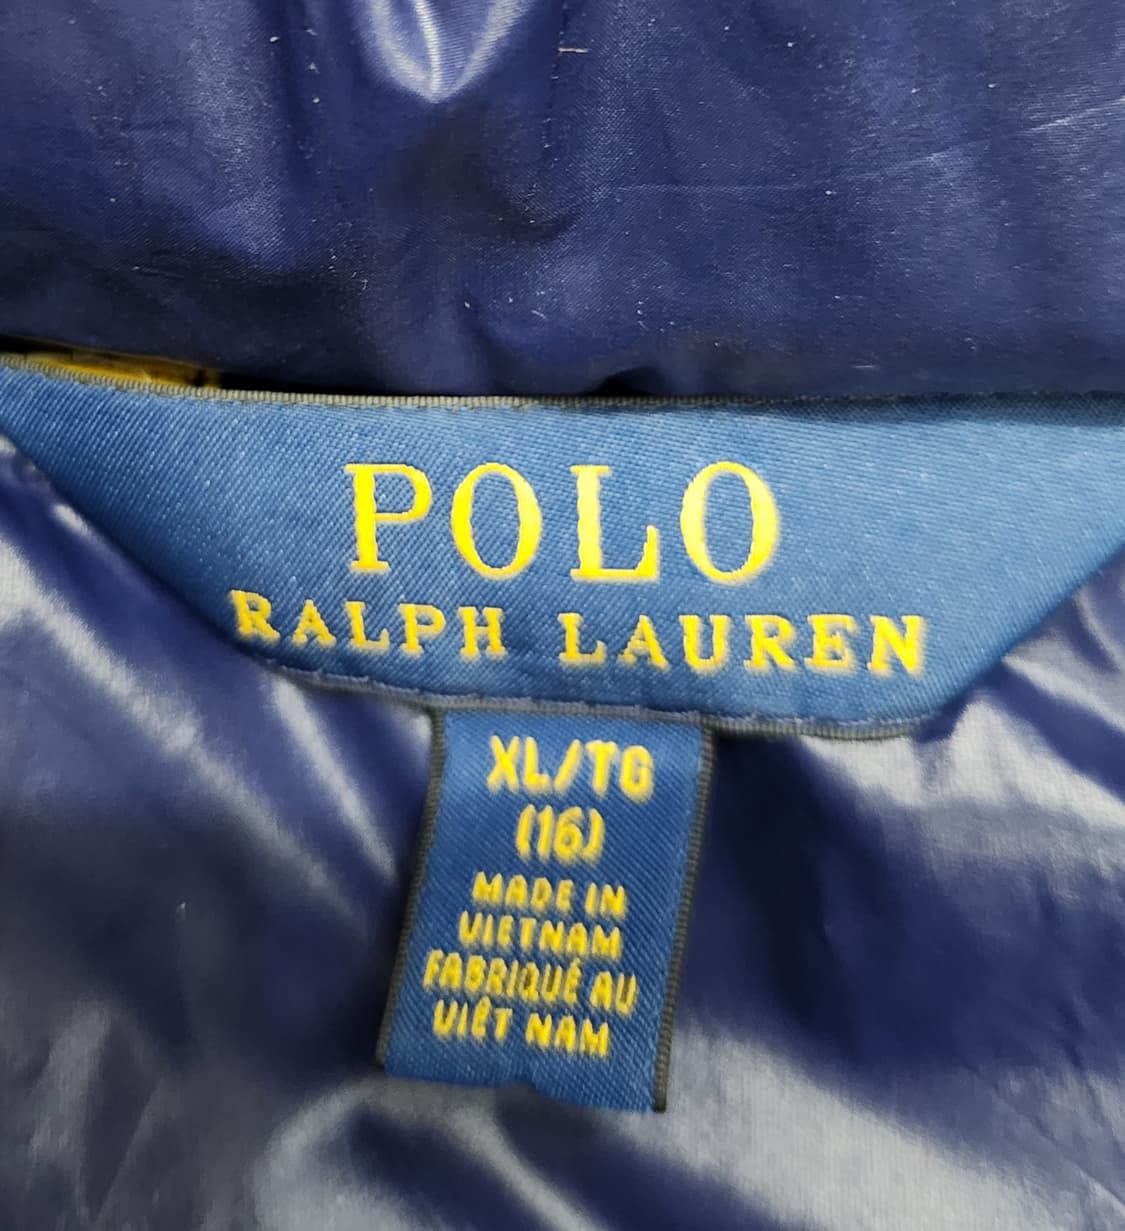 POLO
RALPH LAUREN
XL/TG
(16)
MADE IN
VIETNAM
FABRIQUÉ AU
VIÊT NAM